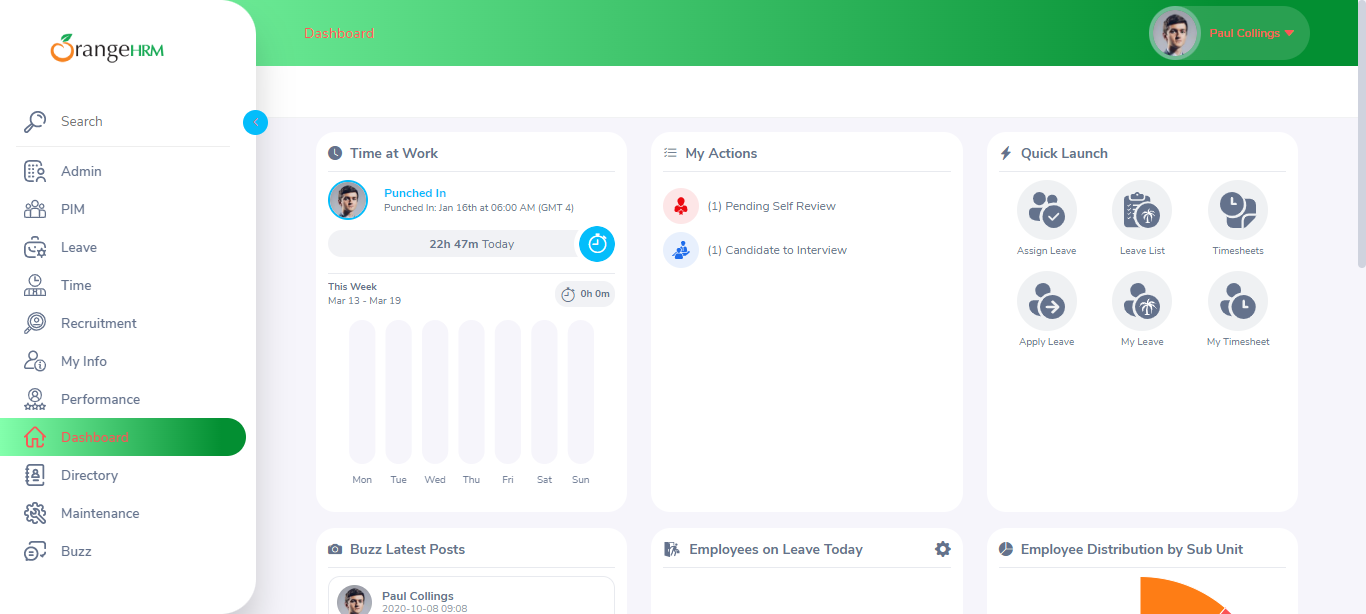 OrangeHRM
Dashboard
Paul Collings
Search
Admin
PIM
Leave
Time
Recruitment
My Info
Performance
Dashboard
Directory
Maintenance
Buzz
Time at Work
Punched In
Punched In: Jan 16th at 06:00 AM (GMT 4)
22h 47m Today
This Week
Mar 13 - Mar 19
0h 0m
Mon Tue Wed Thu Fri Sat Sun
My Actions
(1) Pending Self Review
(1) Candidate to Interview
Quick Launch
Assign Leave Leave List Timesheets
Apply Leave My Leave My Timesheet
Buzz Latest Posts
Paul Collings
2020-10-08 09:08
Employees on Leave Today
Employee Distribution by Sub Unit